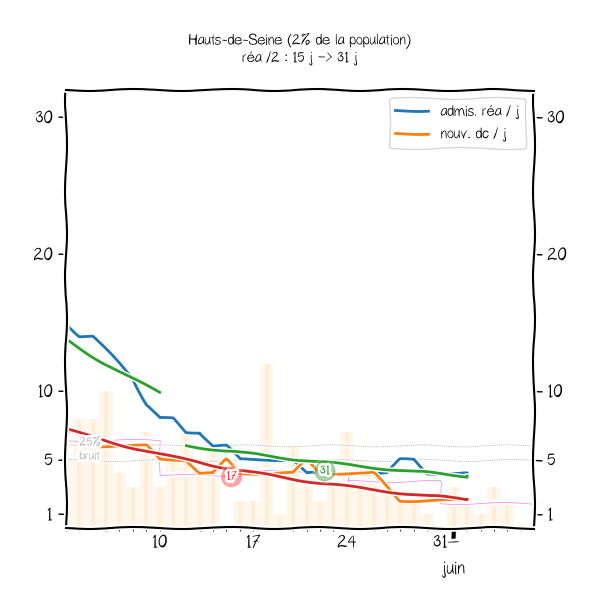 Hauts-de-Seine (2% de la population)
réa /2 : 15 j -> 31 j
admis. réa / j
nouv. dc / j
30
30
20
20
10
10
25%
5
5
bruit
17
31
1
1
10
17
24
31
juin